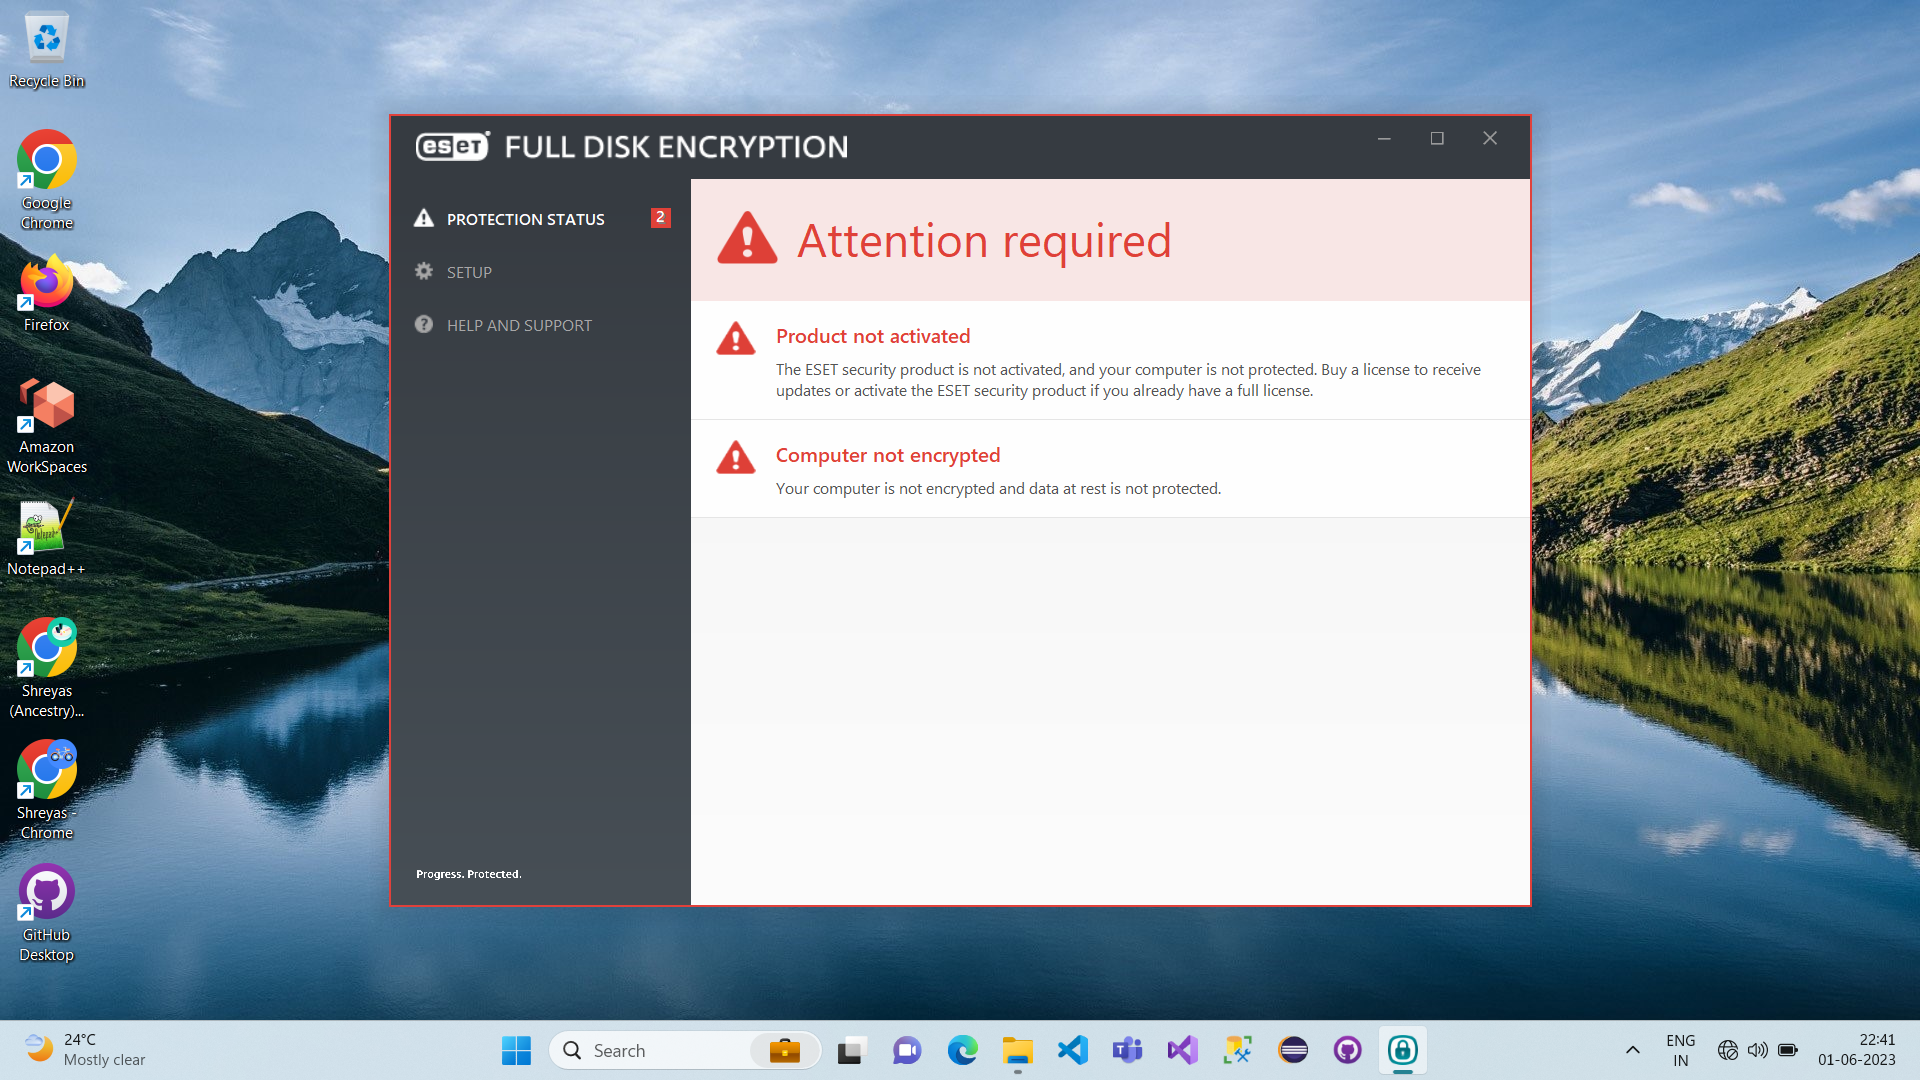 Recycle Bin
Google
Chrome
Firefox
Amazon
WorkSpaces
Notepad++
Shreyas
(Ancestry)...
Shreyas -
Chrome
GitHub
Desktop
eset FULL DISK ENCRYPTION
PROTECTION STATUS 2
SETUP
HELP AND SUPPORT
Progress. Protected.
Attention required
Product not activated
The ESET security product is not activated, and your computer is not protected. Buy a license to receive
updates or activate the ESET security product if you already have a full license.
Computer not encrypted
Your computer is not encrypted and data at rest is not protected.
24°C
Mostly clear
Search
ENG
IN
22:41
01-06-2023